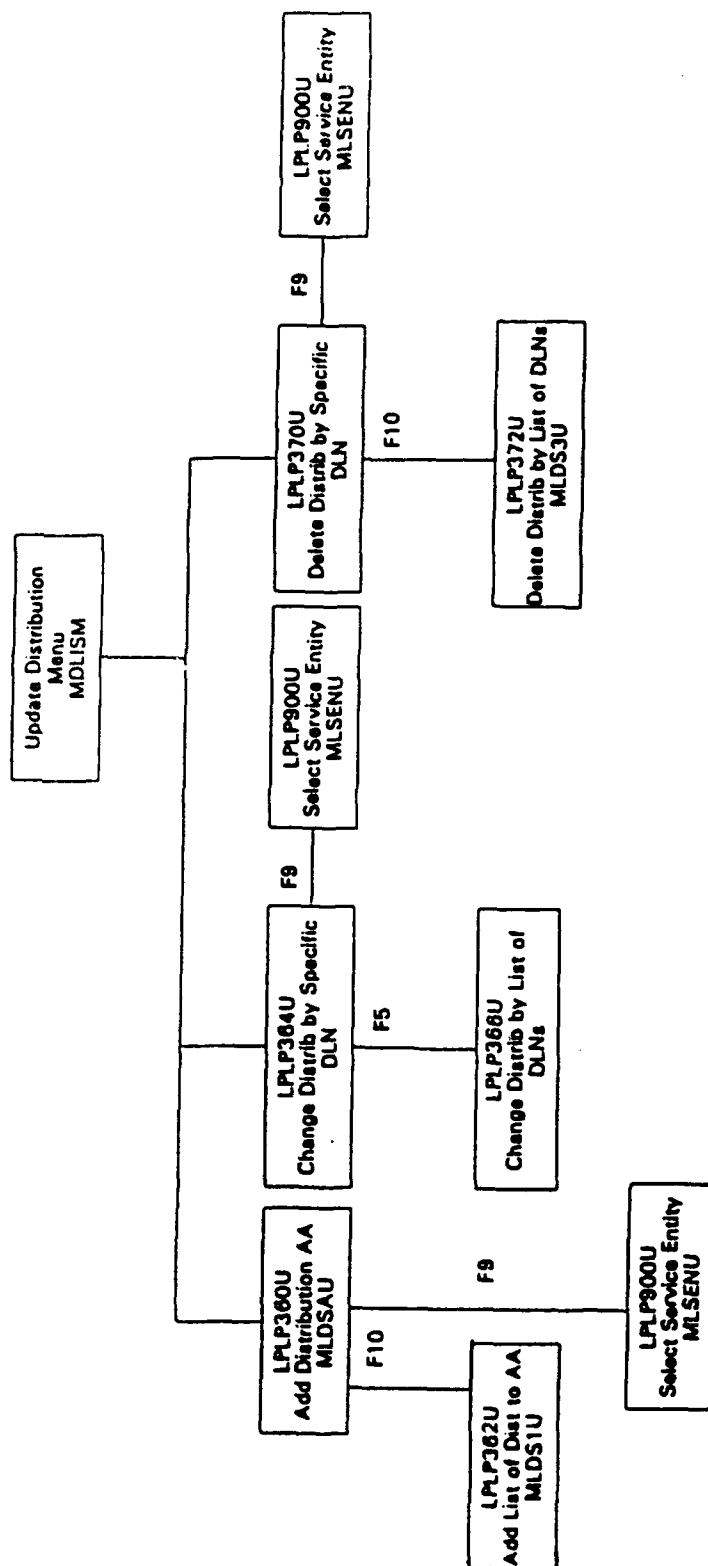 Update Distribution
Menu
MDLISM
LPLP360U
Add Distribution AA
MLDSAU
F10
F9
LPLP362U
Add List of Dist to AA
MLDS1U
LPLP900U
Select Service Entity
MLSENU
LPLP364U
Change Distrib by Specific
DLN
F9
F5
LPLP900U
Select Service Entity
MLSENU
LPLP366U
Change Distrib by List of
DLNs
LPLP370U
Delete Distrib by Specific
DLN
F9
F10
LPLP900U
Select Service Entity
MLSENU
LPLP372U
Delete Distrib by List of DLNs
MLDS3U